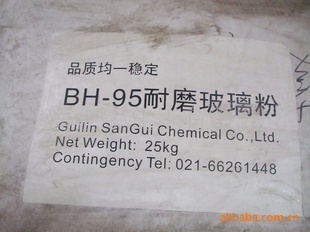 品质均一稳定
BH-95耐磨玻璃粉
Guilin SanGui Chemical Co.,Ltd.
Net Weight: 25kg
Contingency Tel: 021-66261448